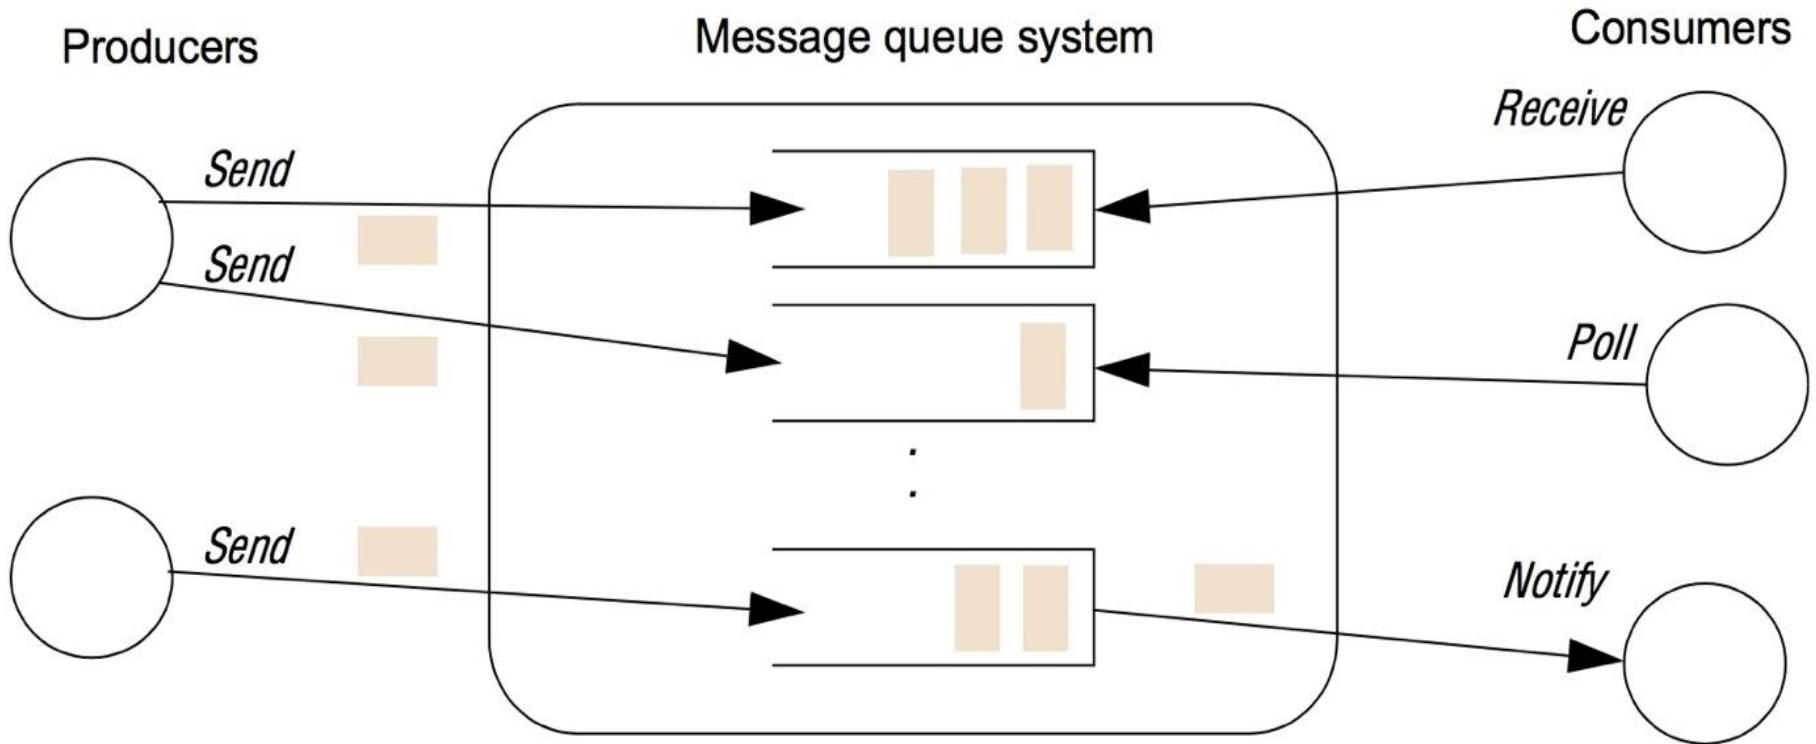 Producers
Message queue system
Consumers
Send
Receive
Send
Poll
Send
Notify